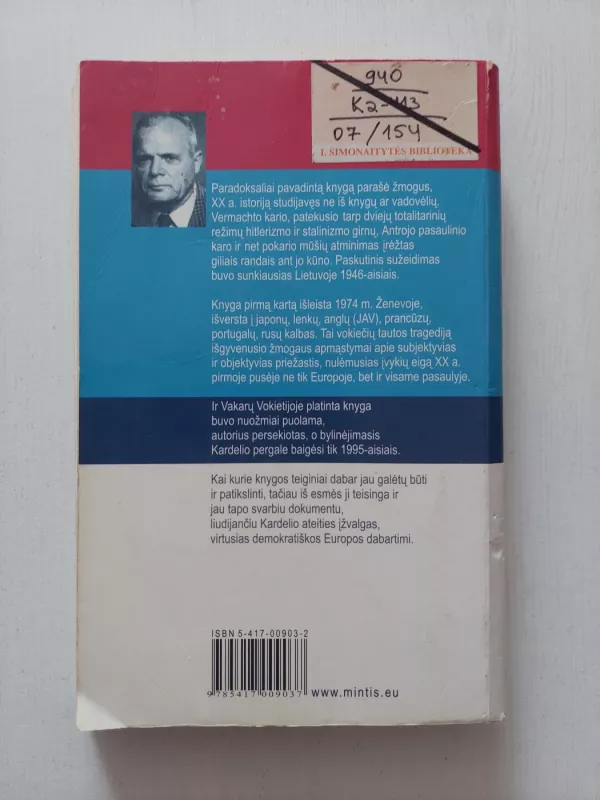 940
K2-113
07/154
I. SIMONAITYTĖS BIBLIOTEKA
Paradoksaliai pavadintą knygą parašė žmogus,
XX a. istoriją studijavęs ne iš knygų ar vadovėlių.
Vermachto kario, patekusio tarp dviejų totalitarinių
režimų hitlerizmo ir stalinizmo girnų, Antrojo pasaulinio
karo ir net pokario mūšių atminimas įrėžtas
giliais randais ant jo kūno. Paskutinis sužeidimas
buvo sunkiausias Lietuvoje 1946-aisiais.
Knyga pirmą kartą išleista 1974 m. Ženevoje,
išversta į japonų, lenkų, anglų (JAV), prancūzų,
portugalų, rusų kalbas. Tai vokiečių tautos tragediją
išgyvenusio žmogaus apmąstymai apie subjektyvias
ir objektyvias priežastis, nulėmusias įvykių eigą XX a.
pirmoje pusėje ne tik Europoje, bet ir visame pasaulyje.
Ir Vakarų Vokietijoje platinta knyga
buvo nuožmiai puolama,
autorius persekiotas, o bylinėjimasis
Kardelio pergale baigėsi tik 1995-aisiais.
Kai kurie knygos teiginiai dabar jau galėtų būti
ir patikslinti, tačiau iš esmės ji teisinga ir
jau tapo svarbiu dokumentu,
liudijančiu Kardelio ateities įžvalgas,
virtusias demokratiškos Europos dabartimi.
ISBN 5-417-00903-2
9785417009037
www.mintis.eu